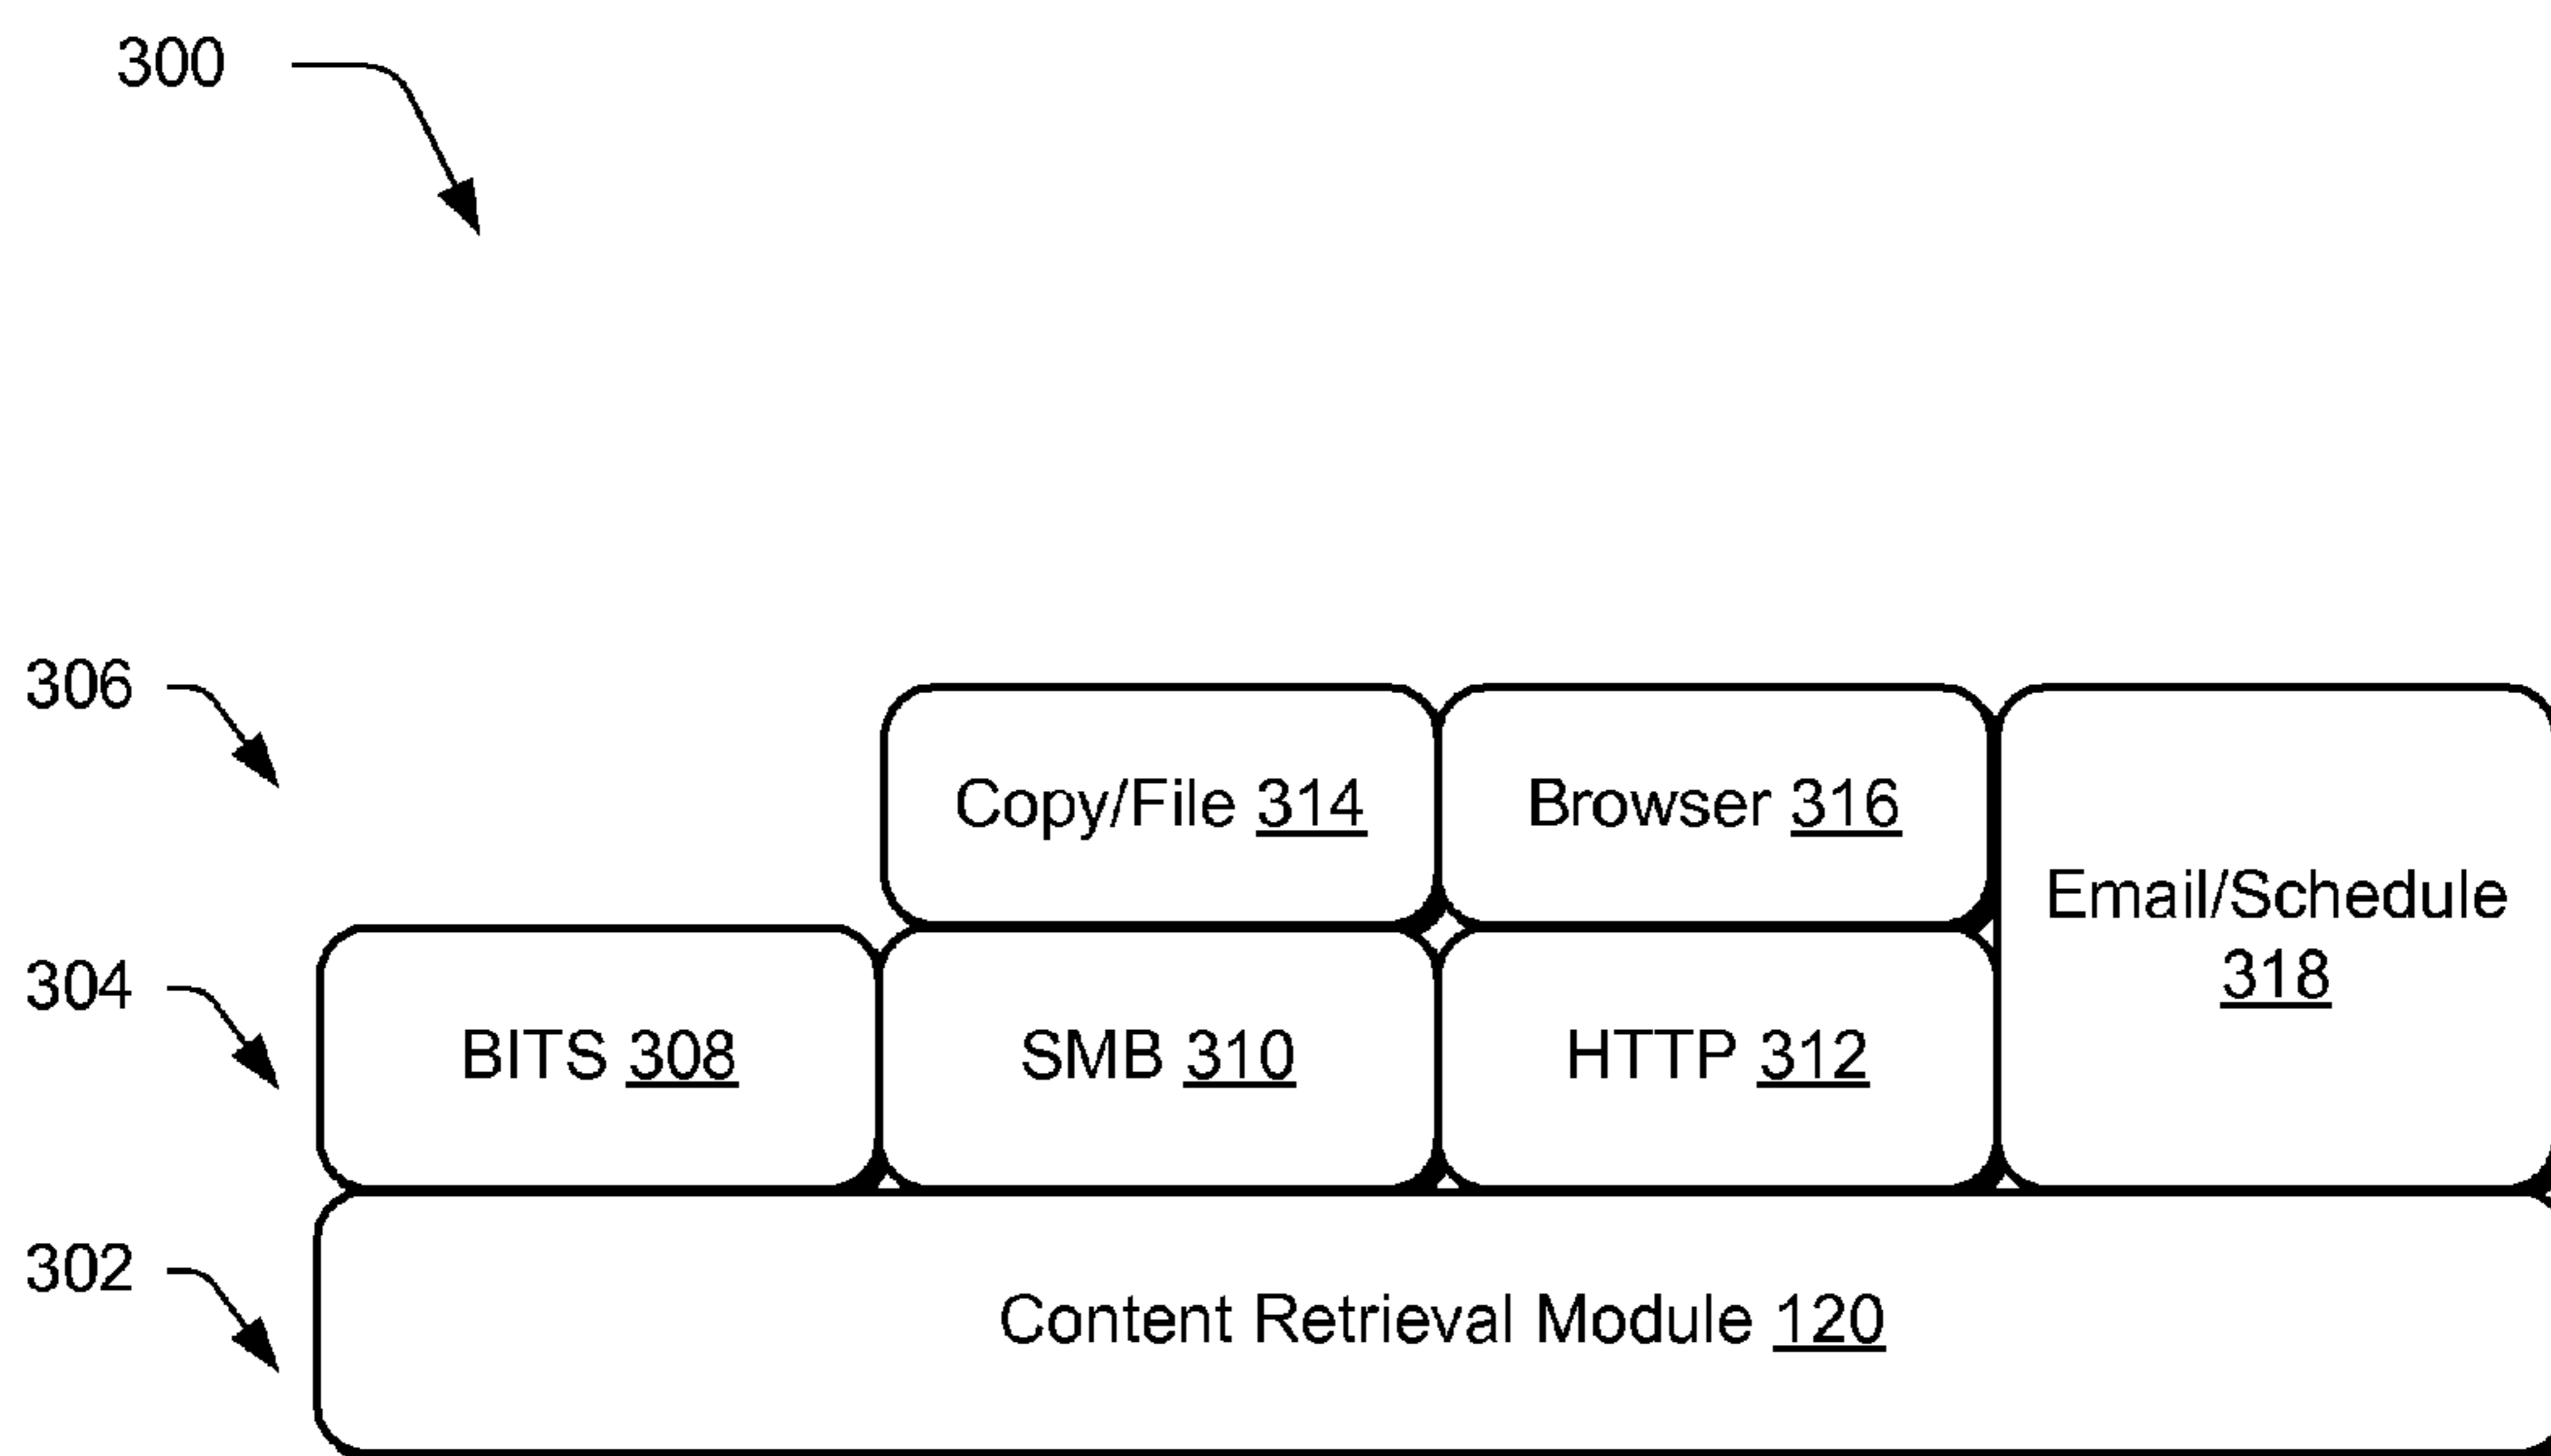 300
306
Copy/File 314
Browser 316
Email/Schedule
318
304
BITS 308
SMB 310
HTTP 312
302
Content Retrieval Module 120